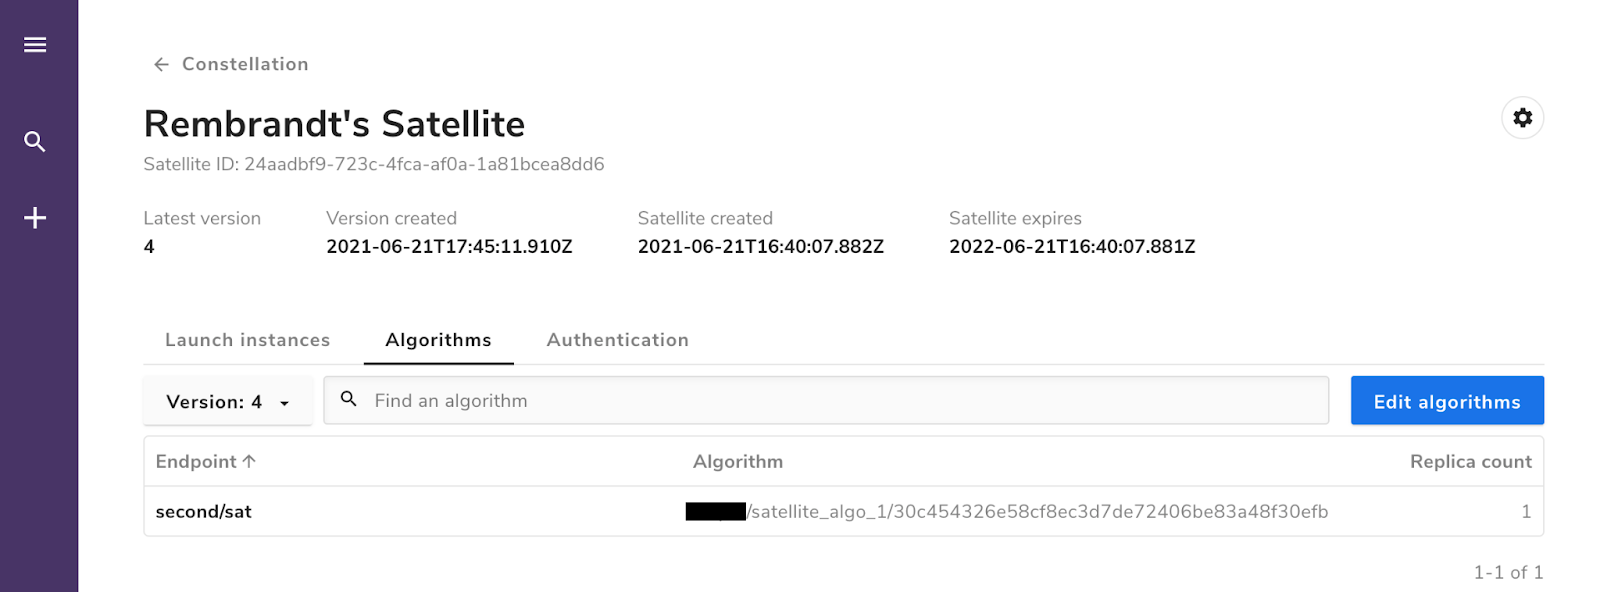 Constellation
Rembrandt's Satellite
Satellite ID: 24aadbf9-723c-4fca-af0a-1a81bcea8dd6
Latest version Version created Satellite created Satellite expires
4 2021-06-21T17:45:11.910Z 2021-06-21T16:40:07.882Z 2022-06-21T16:40:07.881Z
Launch instances Algorithms Authentication
Version: 4 Find an algorithm Edit algorithms
Endpoint Algorithm Replica count
second/sat /satellite_algo_1/30c454326e58cf8ec3d7de72406be83a48f30efb 1
1-1 of 1